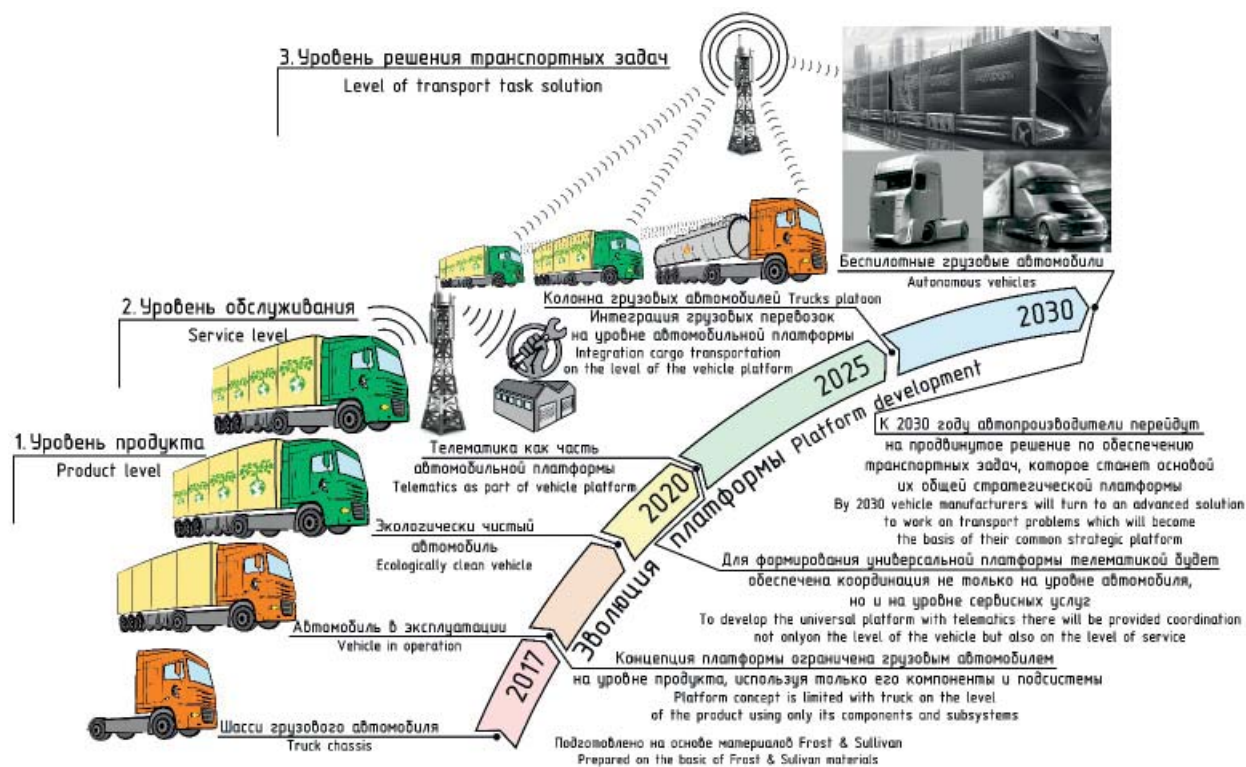 3. Уровень решения транспортных задач
Level of transport task solution
Беспилотные грузовые автомобили
Autonomous vehicles
2. Уровень обслуживания
Service level
Колонна грузовых автомобилей Trucks platoon
Интеграция грузовых перевозок
на уровне автомобильной платформы
Integration cargo transportation
on the level of the vehicle platform
2030
2025
1. Уровень продукта
Product level
Телематика как часть
автомобильной платформы
Telematics as part of vehicle platform
2020
Эволюция платформы Platform development
К 2030 году автопроизводители перейдут
на продвинутое решение по обеспечению
транспортных задач, которое станет основой
их общей стратегической платформы
By 2030 vehicle manufacturers will turn to an advanced solution
to work on transport problems which will become
the basis of their common strategic platform
Экологически чистый
автомобиль
Ecologically clean vehicle
Для формирования универсальной платформы телематикой будет
обеспечена координация не только на уровне автомобиля,
но и на уровне сервисных услуг
To develop the universal platform with telematics there will be provided coordination
not onlyon the level of the vehicle but also on the level of service
Автомобиль в эксплуатации
Vehicle in operation
2017
Концепция платформы ограничена грузовым автомобилем
на уровне продукта, используя только его компоненты и подсистемы
Platform concept is limited with truck on the level
of the product using only its components and subsystems
Шасси грузового автомобиля
Truck chassis
Подготовлено на основе материалов Frost & Sullivan
Prepared on the basic of Frost & Sulivan materials